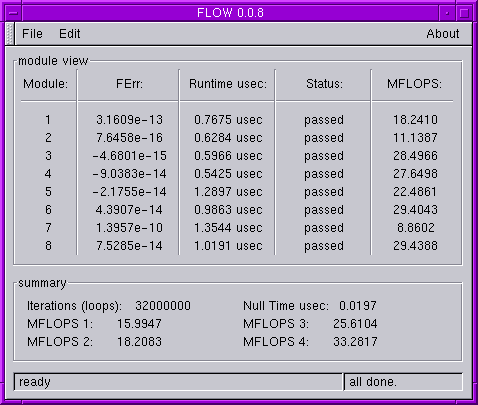 FLOW 0.0.8
File Edit About
module view
Module: FErr: Runtime usec: Status: MFLOPS:
1 3.1609e-13 0.7675 usec passed 18.2410
2 7.6458e-16 0.6284 usec passed 11.1387
3 -4.6801e-15 0.5966 usec passed 28.4966
4 -9.0383e-14 0.5425 usec passed 27.6498
5 -2.1755e-14 1.2897 usec passed 22.4861
6 4.3907e-14 0.9863 usec passed 29.4043
7 1.3957e-10 1.3544 usec passed 8.8602
8 7.5285e-14 1.0191 usec passed 29.4388
summary
Iterations (loops): 32000000 Null Time usec: 0.0197
MFLOPS 1: 15.9947 MFLOPS 3: 25.6104
MFLOPS 2: 18.2083 MFLOPS 4: 33.2817
ready all done.